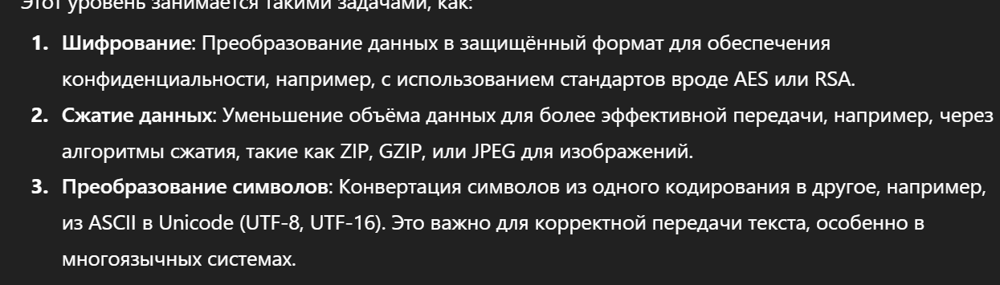 Этот уровень занимается такими задачами, как:
1. Шифрование: Преобразование данных в защищённый формат для обеспечения
конфиденциальности, например, с использованием стандартов вроде AES или RSA.
2. Сжатие данных: Уменьшение объёма данных для более эффективной передачи, например, через
алгоритмы сжатия, такие как ZIP, GZIP, или JPEG для изображений.
3. Преобразование символов: Конвертация символов из одного кодирования в другое, например,
из ASCII в Unicode (UTF-8, UTF-16). Это важно для корректной передачи текста, особенно в
многоязычных системах.